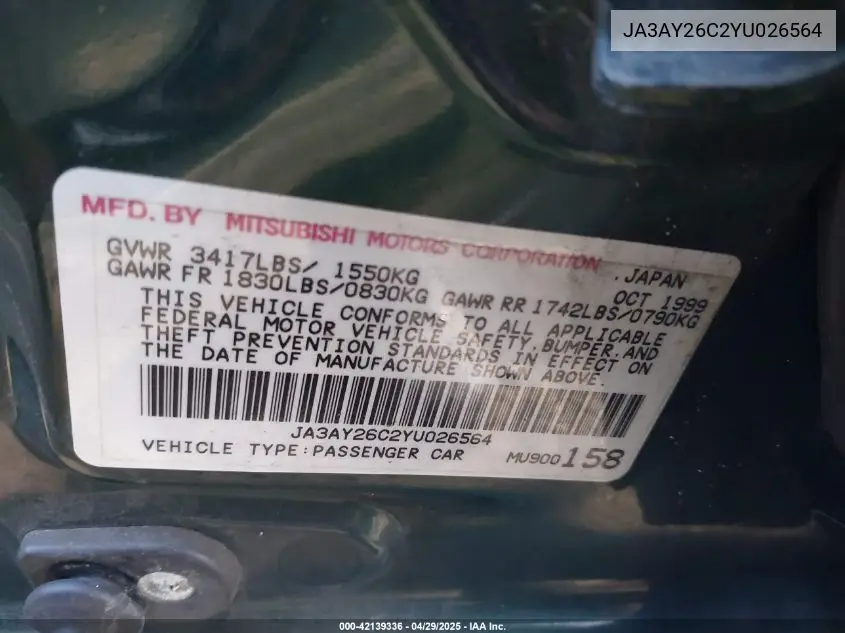 JA3AY26C2YU026564
MFD. BY MITSUBISHI MOTORS CORPORATION , JAPAN
GVWR 3417LBS/ 1550KG OCT 1999
GAWR FR 1830LBS/0830KG GAWR RR 1742LBS/0790KG
THIS VEHICLE CONFORMS TO ALL APPLICABLE
FEDERAL MOTOR VEHICLE SAFETY, BUMPER, AND
THEFT PREVENTION STANDARDS IN EFFECT ON
THE DATE OF MANUFACTURE SHOWN ABOVE.
JA3AY26C2YU026564
VEHICLE TYPE:PASSENGER CAR MU900158
000-42139336 - 04/29/2025 - IAA Inc.